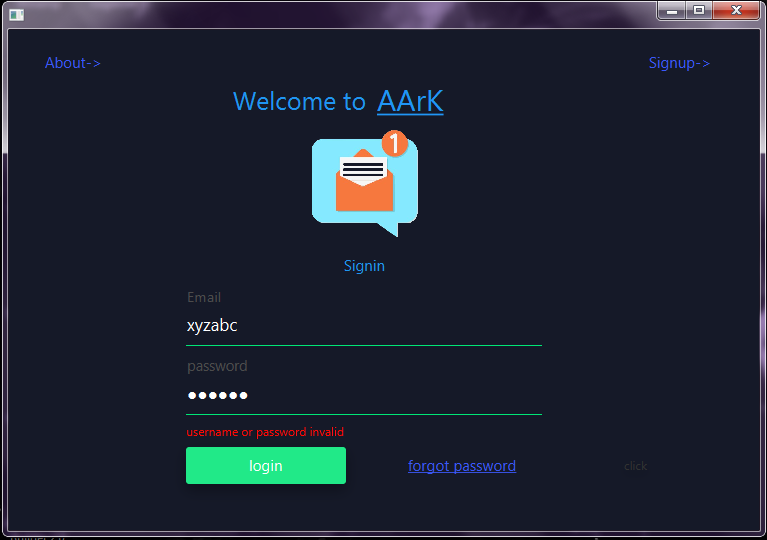 About->
Signup->
Welcome to AArK
1
Signin
Email
xyzabc
password
••••••
username or password invalid
login
forgot password
click